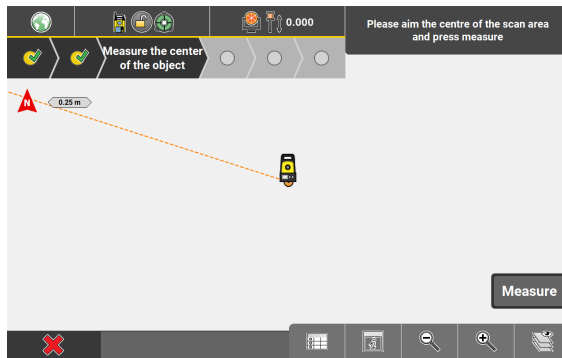 0.000
Please aim the centre of the scan area
and press measure
Measure the center
of the object
N
0.25 m
Measure